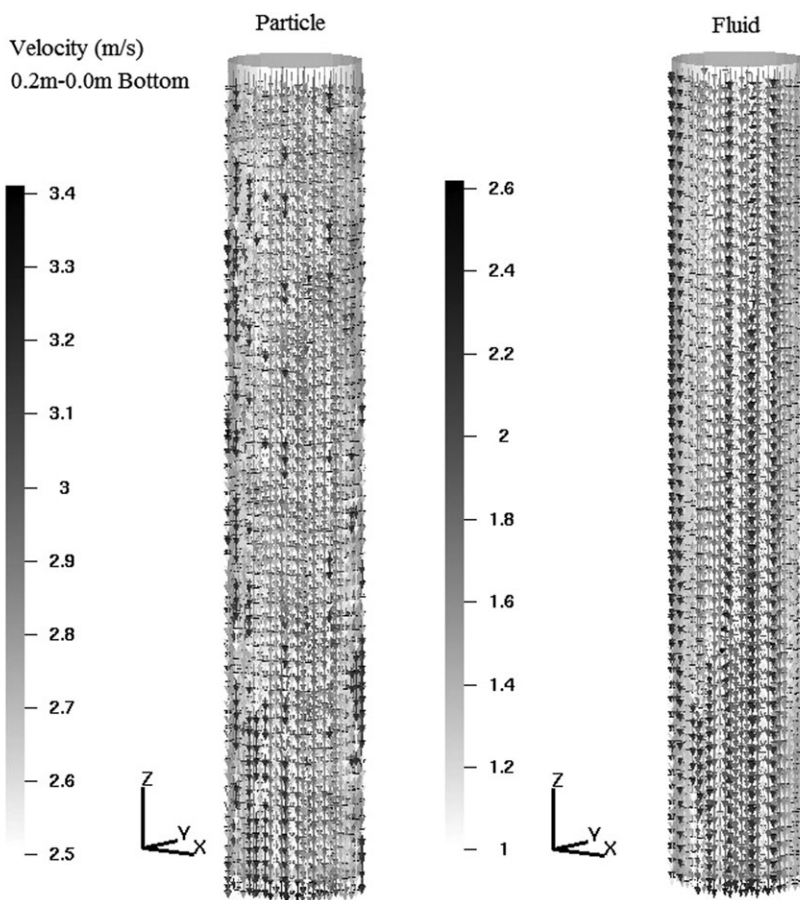 Particle
Fluid
Velocity (m/s)
0.2m-0.0m Bottom
3.4
3.3
3.2
3.1
3
2.9
2.8
2.7
2.6
2.5
2.6
2.4
2.2
2
1.8
1.6
1.4
1.2
1
Z
Y
X
Z
Y
X